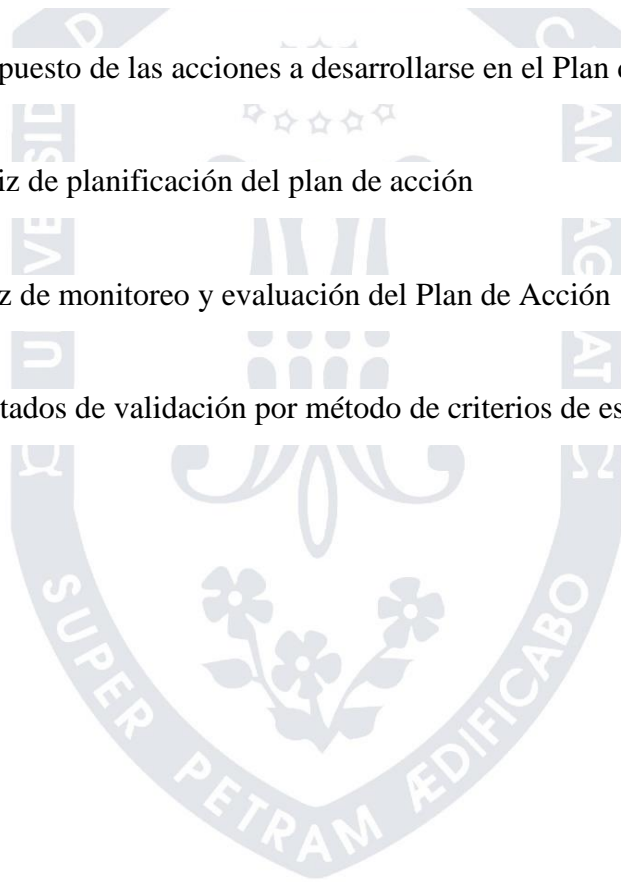 puesto de las acciones a desarrollarse en el Plan
iz de planificación del plan de acción
z de monitoreo y evaluación del Plan de Acción
tados de validación por método de criterios de es
SUPER PETRAM ÆDIFICABO